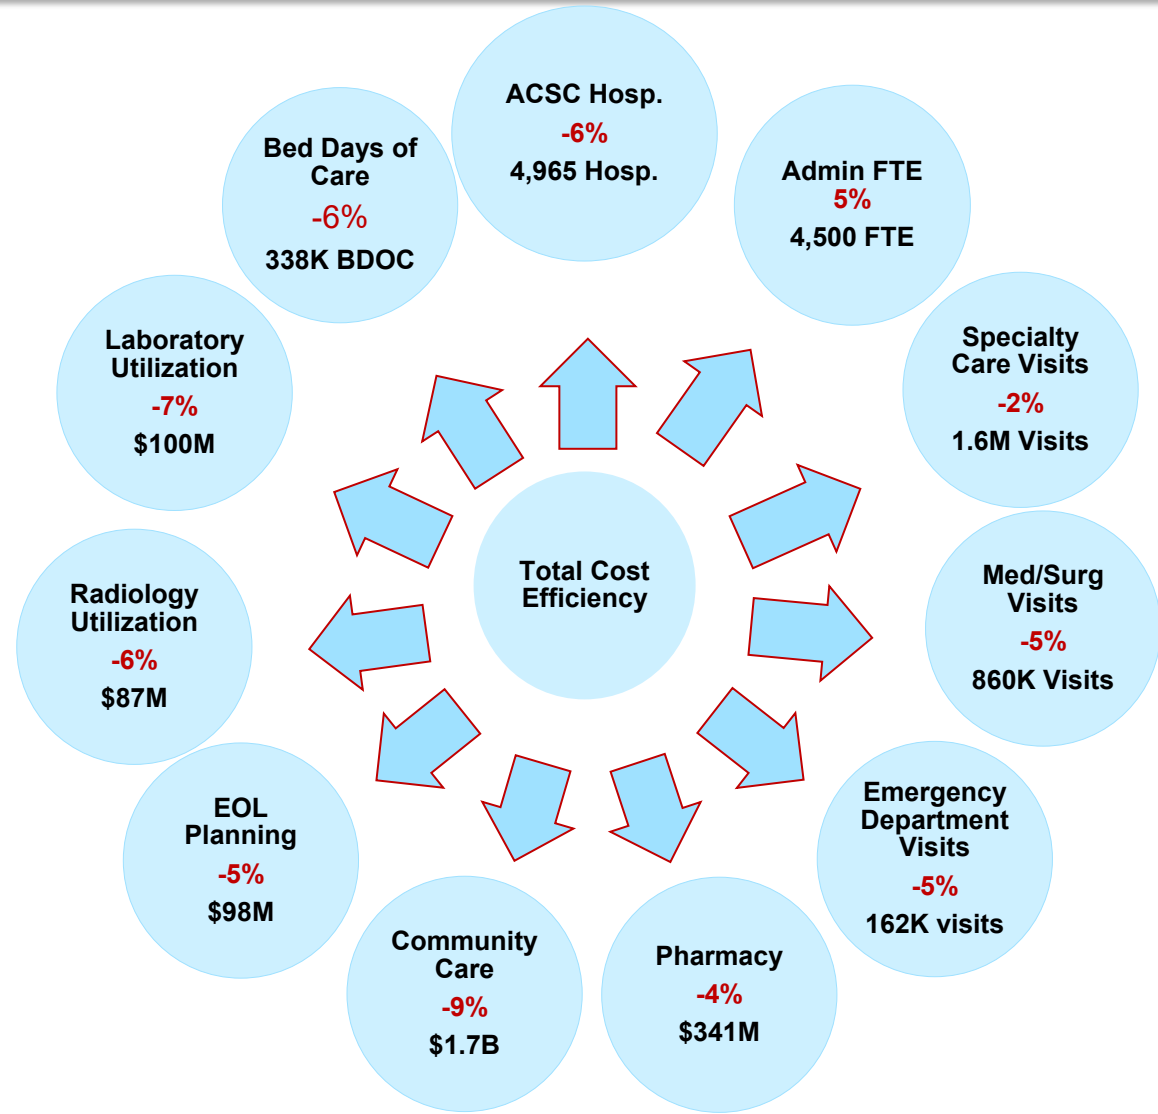 ACSC Hosp.
-6%
4,965 Hosp.
Admin FTE
5%
4,500 FTE
Specialty
Care Visits
-2%
1.6M Visits
Med/Surg
Visits
-5%
860K Visits
Emergency
Department
Visits
-5%
162K visits
Pharmacy
-4%
$341M
Community
Care
-9%
$1.7B
EOL
Planning
-5%
$98M
Radiology
Utilization
-6%
$87M
Laboratory
Utilization
-7%
$100M
Bed Days of
Care
-6%
338K BDOC
Total Cost
Efficiency